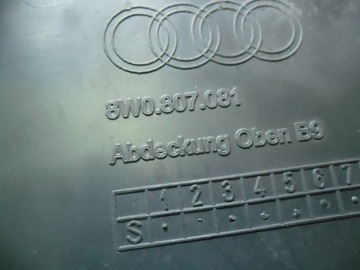 8W0.807.081
Abdeckung Oben B9
1 2 3 4 5 6 7
S